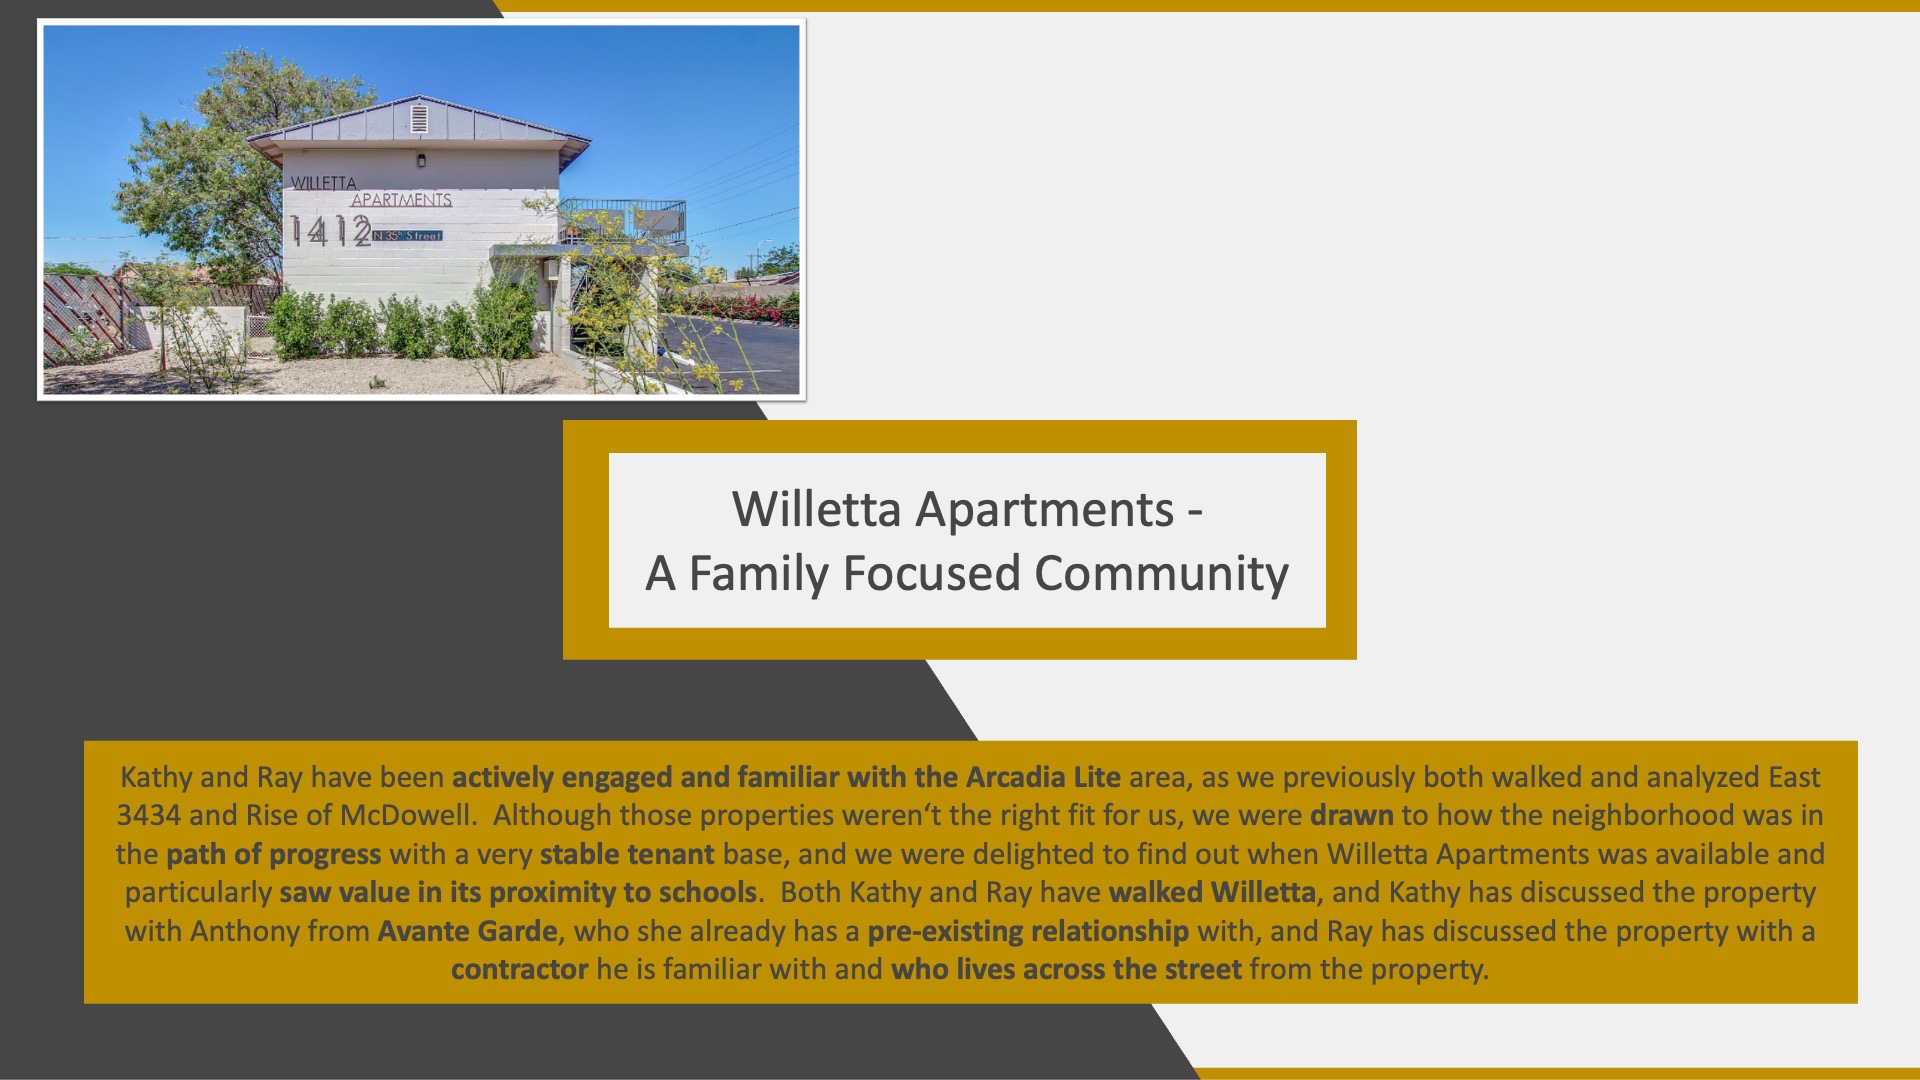 WILLETTA
APARTMENTS
1412 N 35th Street
Willetta Apartments -
A Family Focused Community
Kathy and Ray have been actively engaged and familiar with the Arcadia Lite area, as we previously both walked and analyzed East
3434 and Rise of McDowell.  Although those properties weren‘t the right fit for us, we were drawn to how the neighborhood was in
the path of progress with a very stable tenant base, and we were delighted to find out when Willetta Apartments was available and
particularly saw value in its proximity to schools.  Both Kathy and Ray have walked Willetta, and Kathy has discussed the property
with Anthony from Avante Garde, who she already has a pre-existing relationship with, and Ray has discussed the property with a
contractor he is familiar with and who lives across the street from the property.